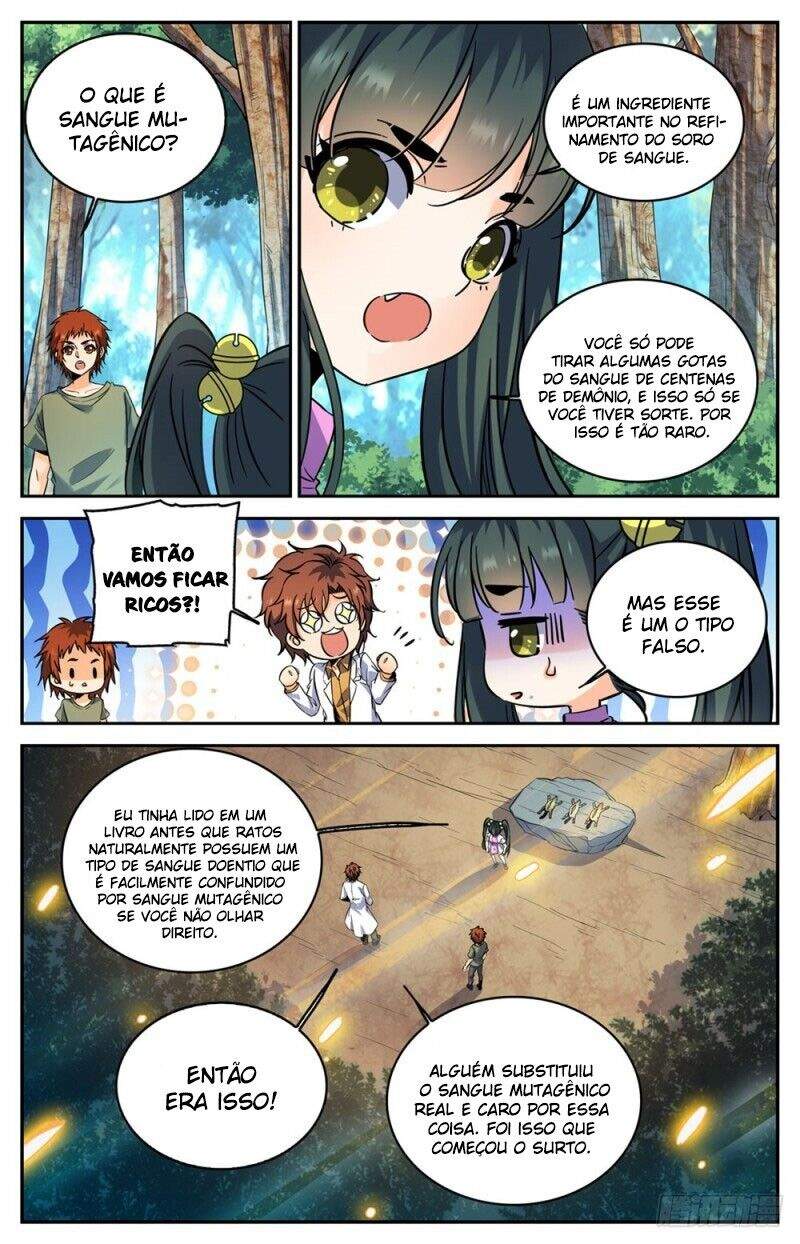 O QUE É
SANGUE MU-
TAGÊNICO?
É UM INGREDIENTE
IMPORTANTE NO REFI-
NAMENTO DO SORO
DE SANGUE.
VOCÊ SÓ PODE
TIRAR ALGUMAS GOTAS
DO SANGUE DE CENTENAS
DE DEMÔNIO, E ISSO SÓ SE
VOCÊ TIVER SORTE. POR
ISSO É TÃO RARO.
ENTÃO
VAMOS FICAR
RICOS?!
MAS ESSE
É UM O TIPO
FALSO.
EU TINHA LIDO EM UM
LIVRO ANTES QUE RATOS
NATURALMENTE POSSUEM UM
TIPO DE SANGUE DOENTIO QUE
É FACILMENTE CONFUNDIDO
POR SANGUE MUTAGÊNICO
SE VOCÊ NÃO OLHAR
DIREITO.
ENTÃO
ERA ISSO!
ALGUÉM SUBSTITUIU
O SANGUE MUTAGÊNICO
REAL E CARO POR ESSA
COISA. FOI ISSO QUE
COMEÇOU O SURTO.